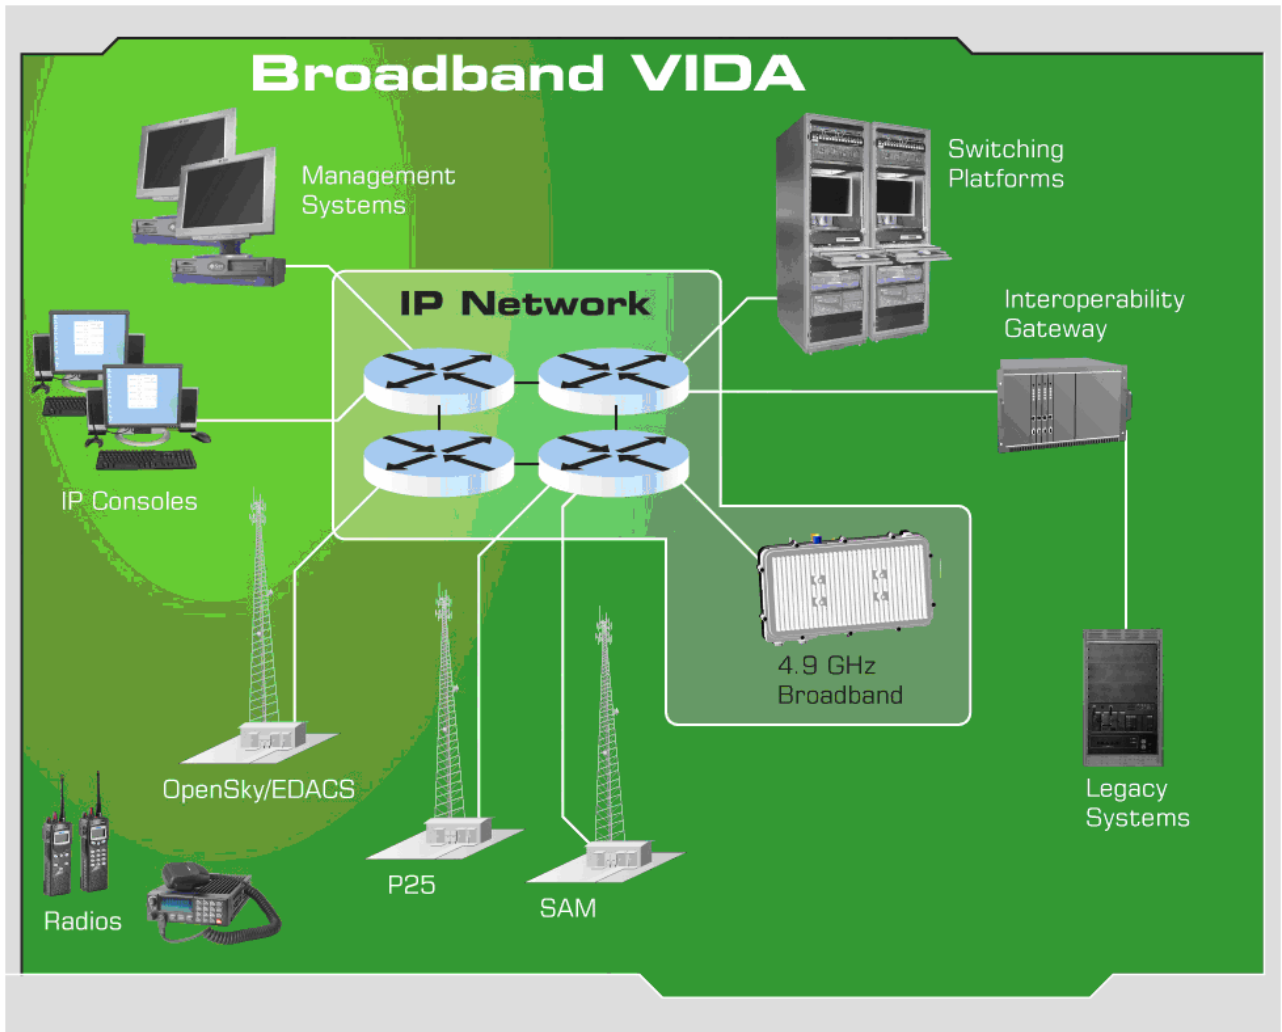 Broadband VIDA
Management
Systems
Switching
Platforms
IP Network
Interoperability
Gateway
IP Consoles
4.9 GHz
Broadband
OpenSky/EDACS
Legacy
Systems
P25
SAM
Radios